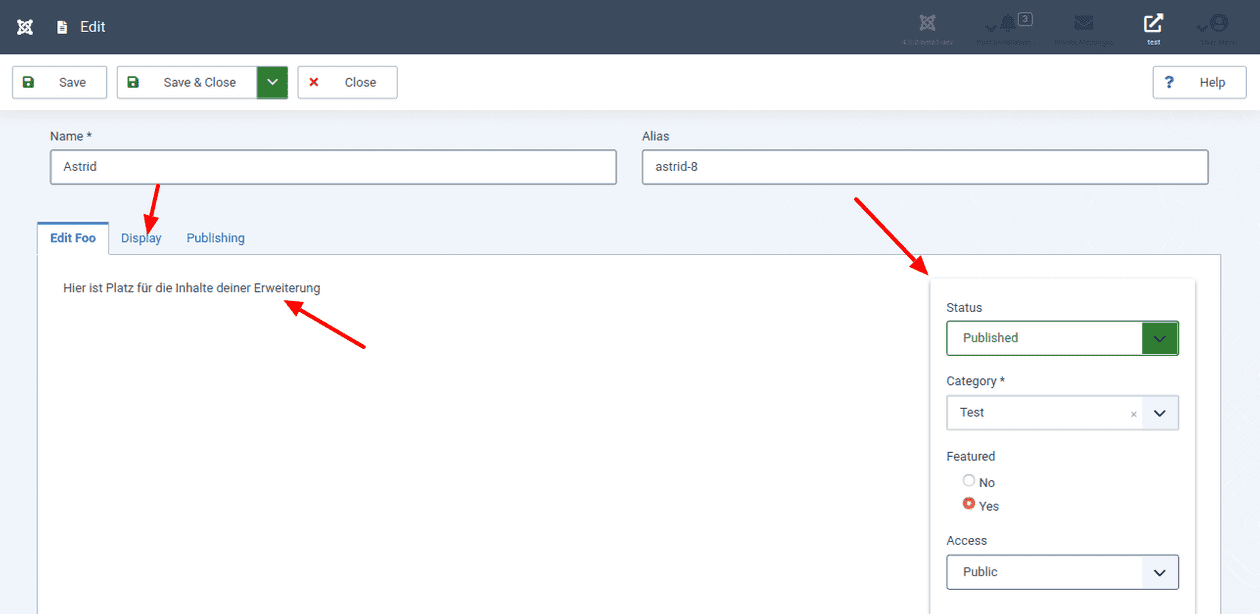 Edit
3
test
Save
Save & Close
Close
? Help
Name *
Alias
Astrid
astrid-8
Edit Foo
Display
Publishing
Hier ist Platz für die Inhalte deiner Erweiterung
Status
Published
Category *
Test ×
Featured
No
Yes
Access
Public